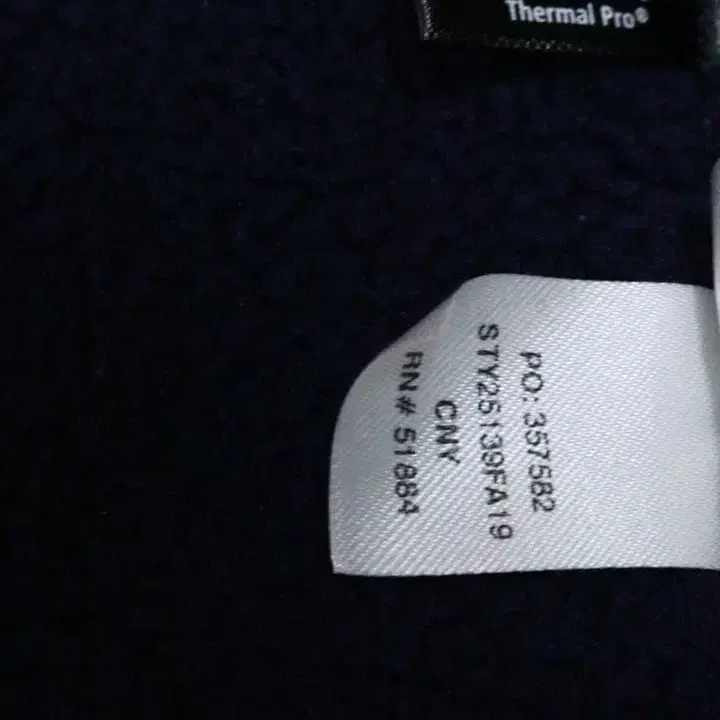 Thermal Pro®
PO: 357582
STY25139FA19
CNY
RN# 51884